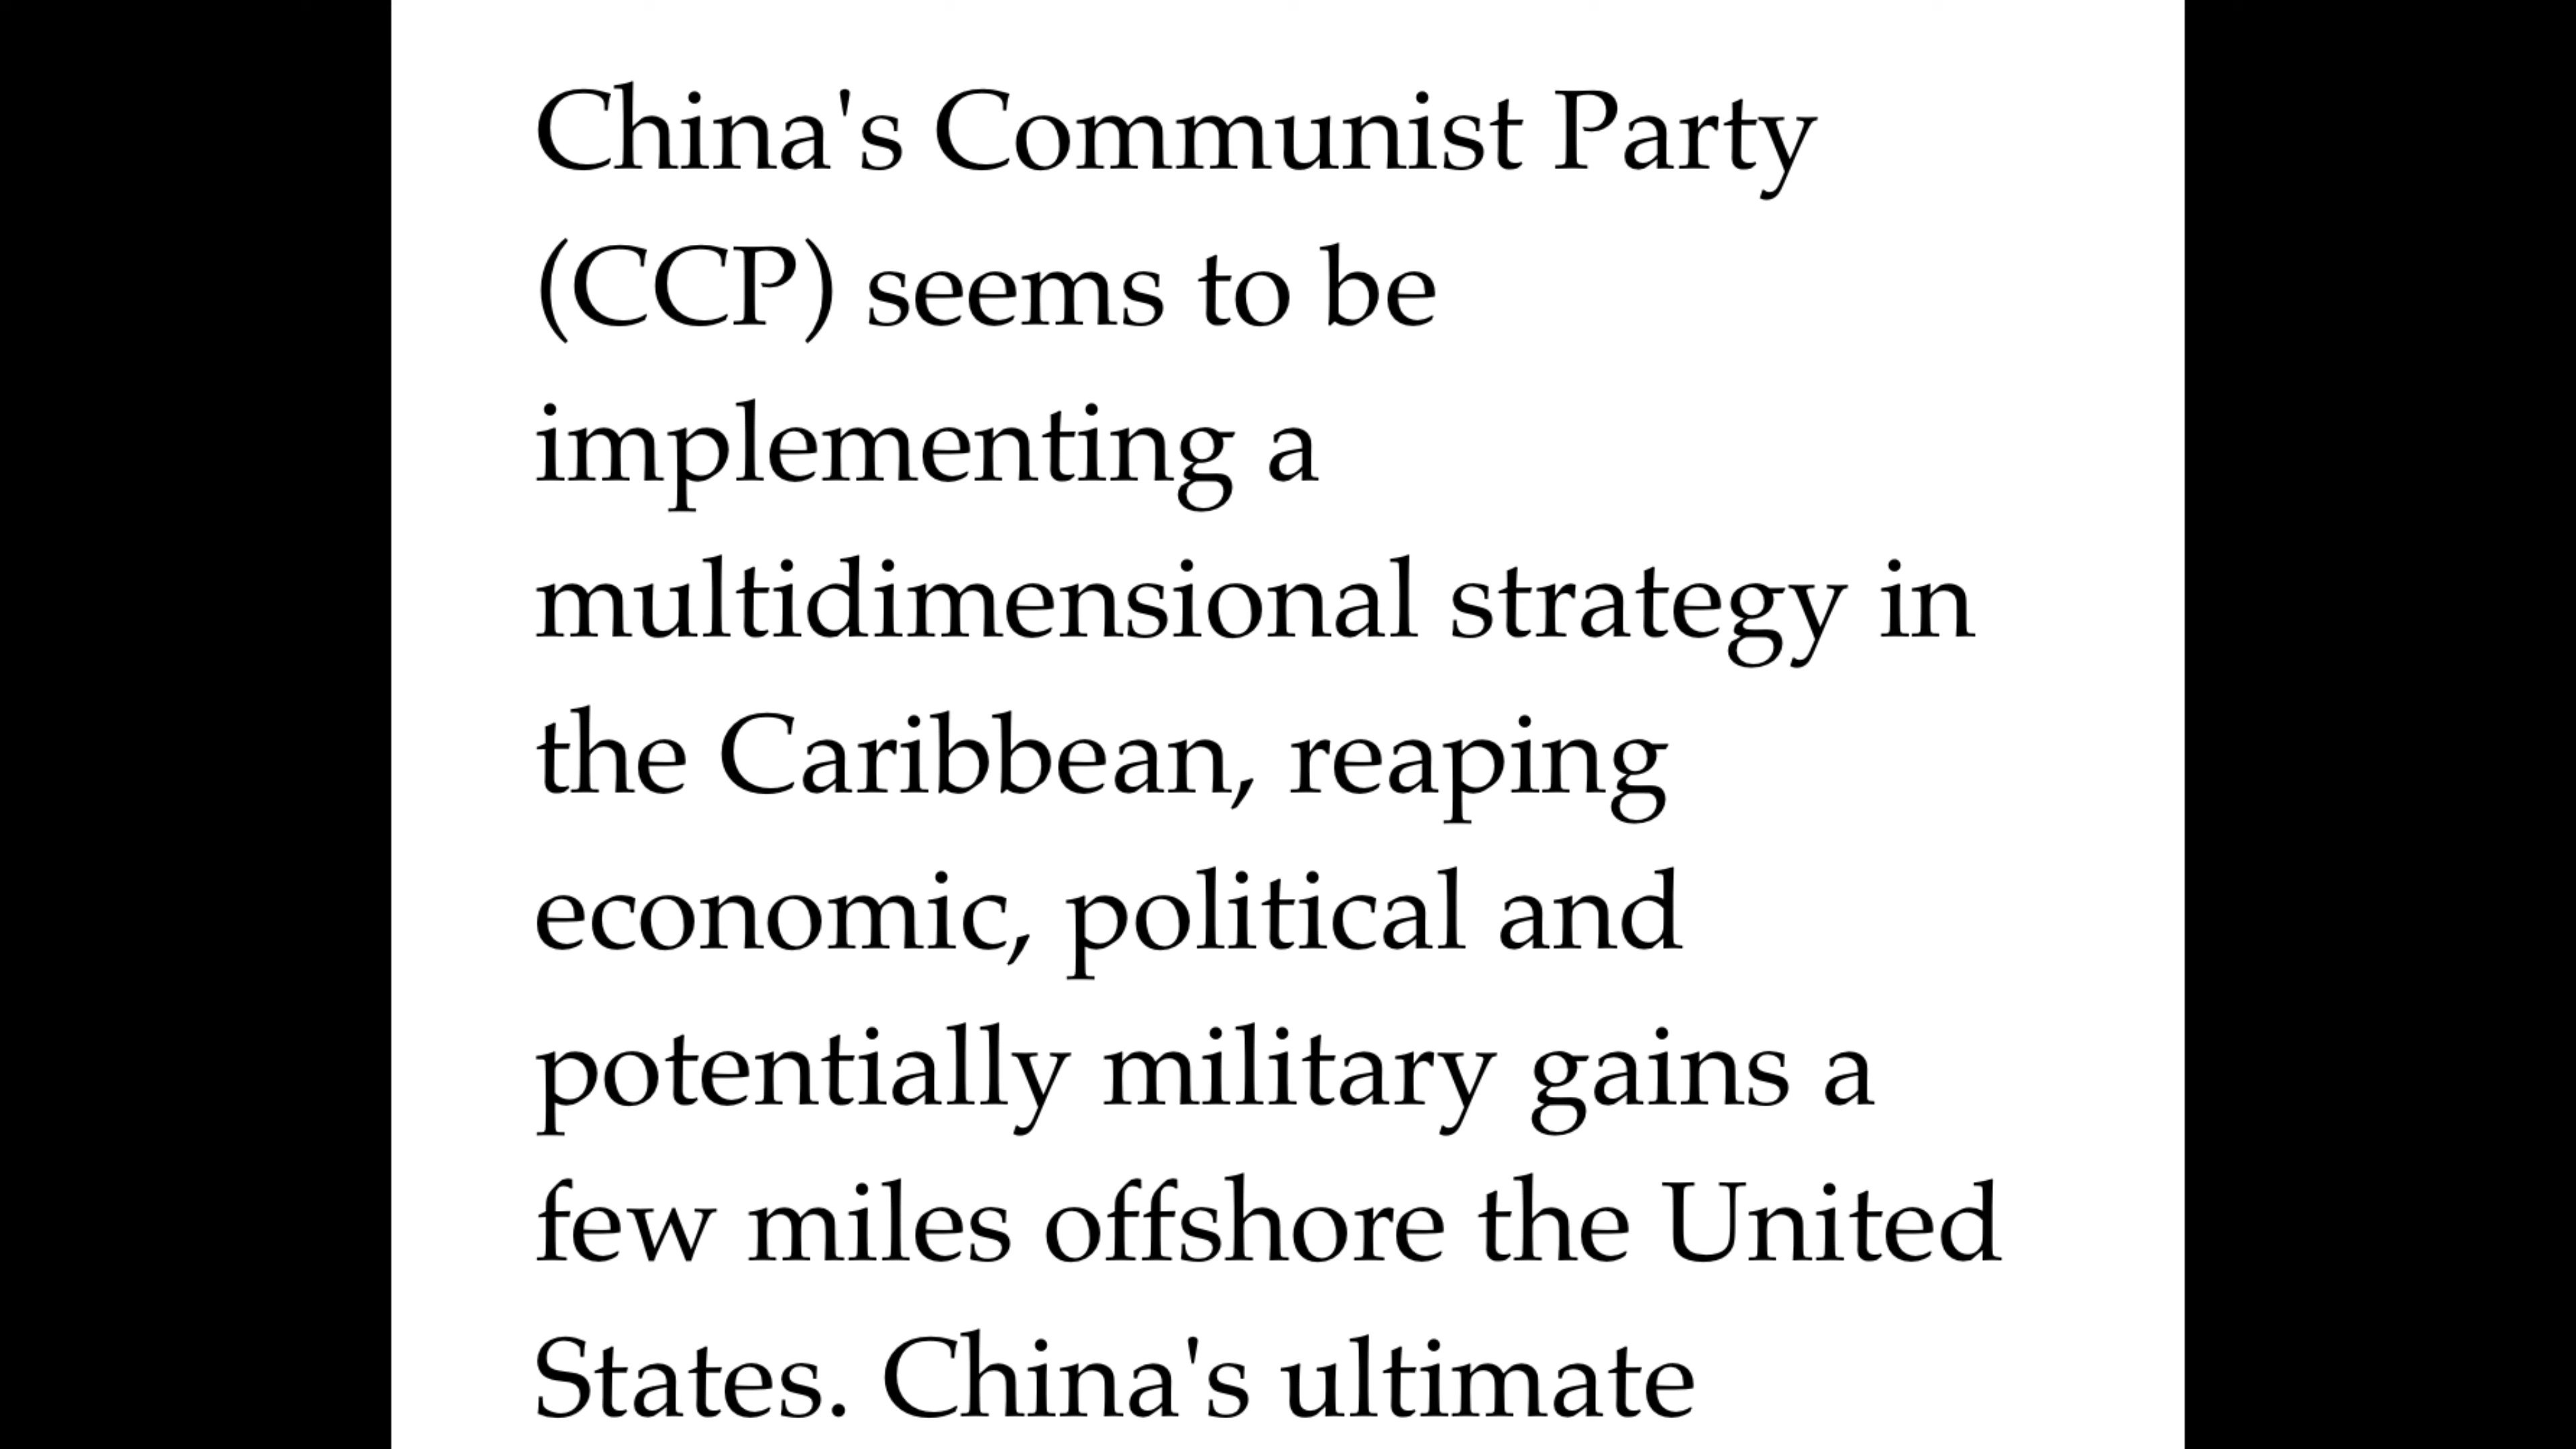 China's Communist Party
(CCP) seems to be
implementing a
multidimensional strategy in
the Caribbean, reaping
economic, political and
potentially military gains a
few miles offshore the United
States. China's ultimate